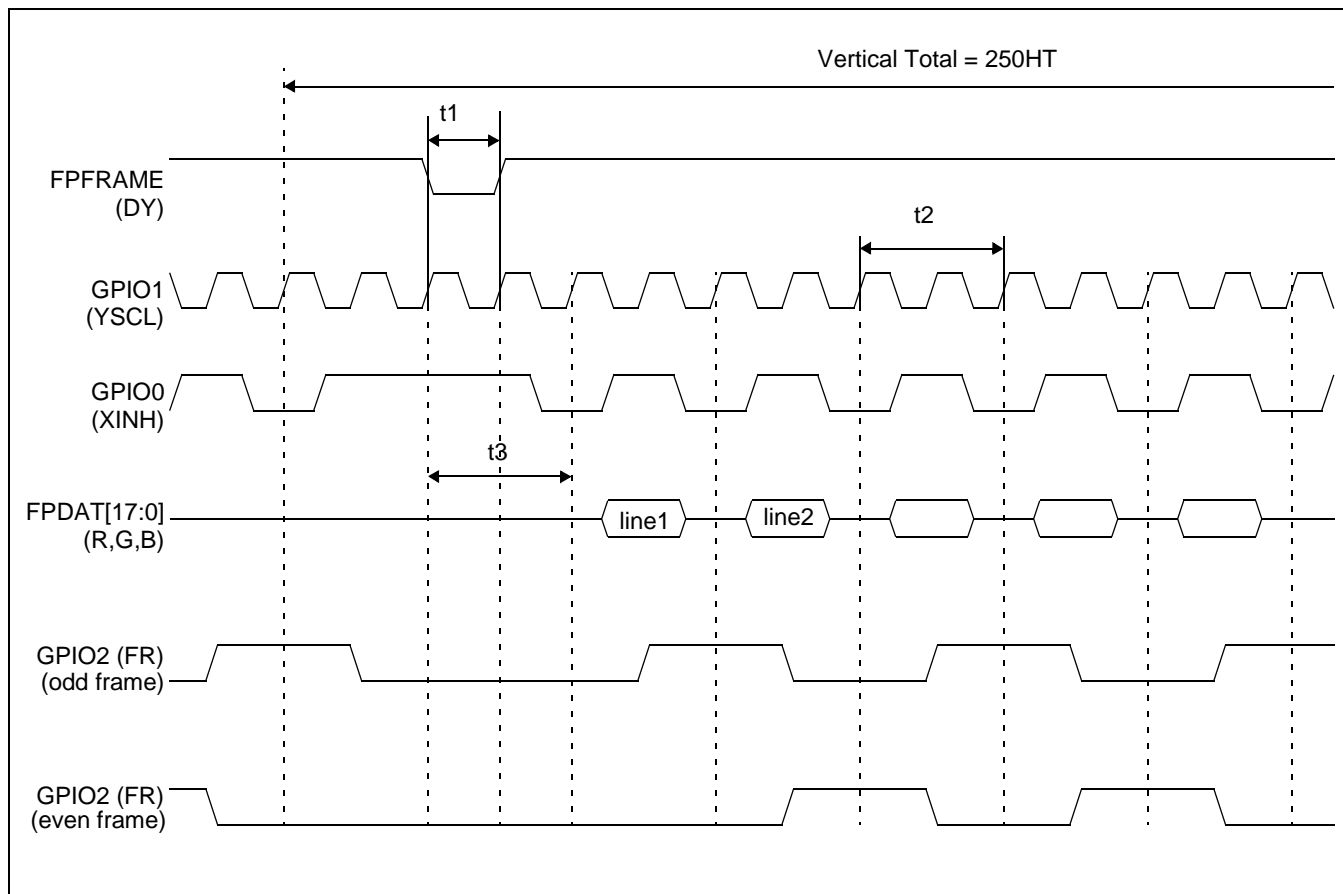 Vertical Total = 250HT
t1
FPFRAME
(DY)
t2
GPIO1
(YSCL)
GPIO0
(XINH)
t3
FPDAT[17:0]
(R,G,B)
line1
line2
GPIO2 (FR)
(odd frame)
GPIO2 (FR)
(even frame)